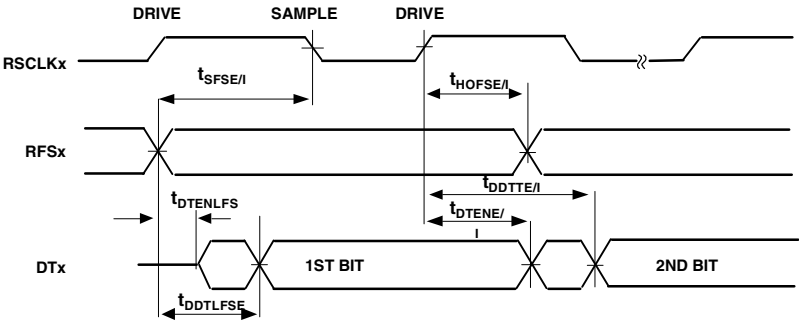 DRIVE SAMPLE DRIVE
RSCLKx
tSFSE/I
tHOFSE/I
RFSx
tDDTTE/I
tDTENLFS
tDTENE/
I
DTx
1ST BIT
2ND BIT
tDDTLFSE